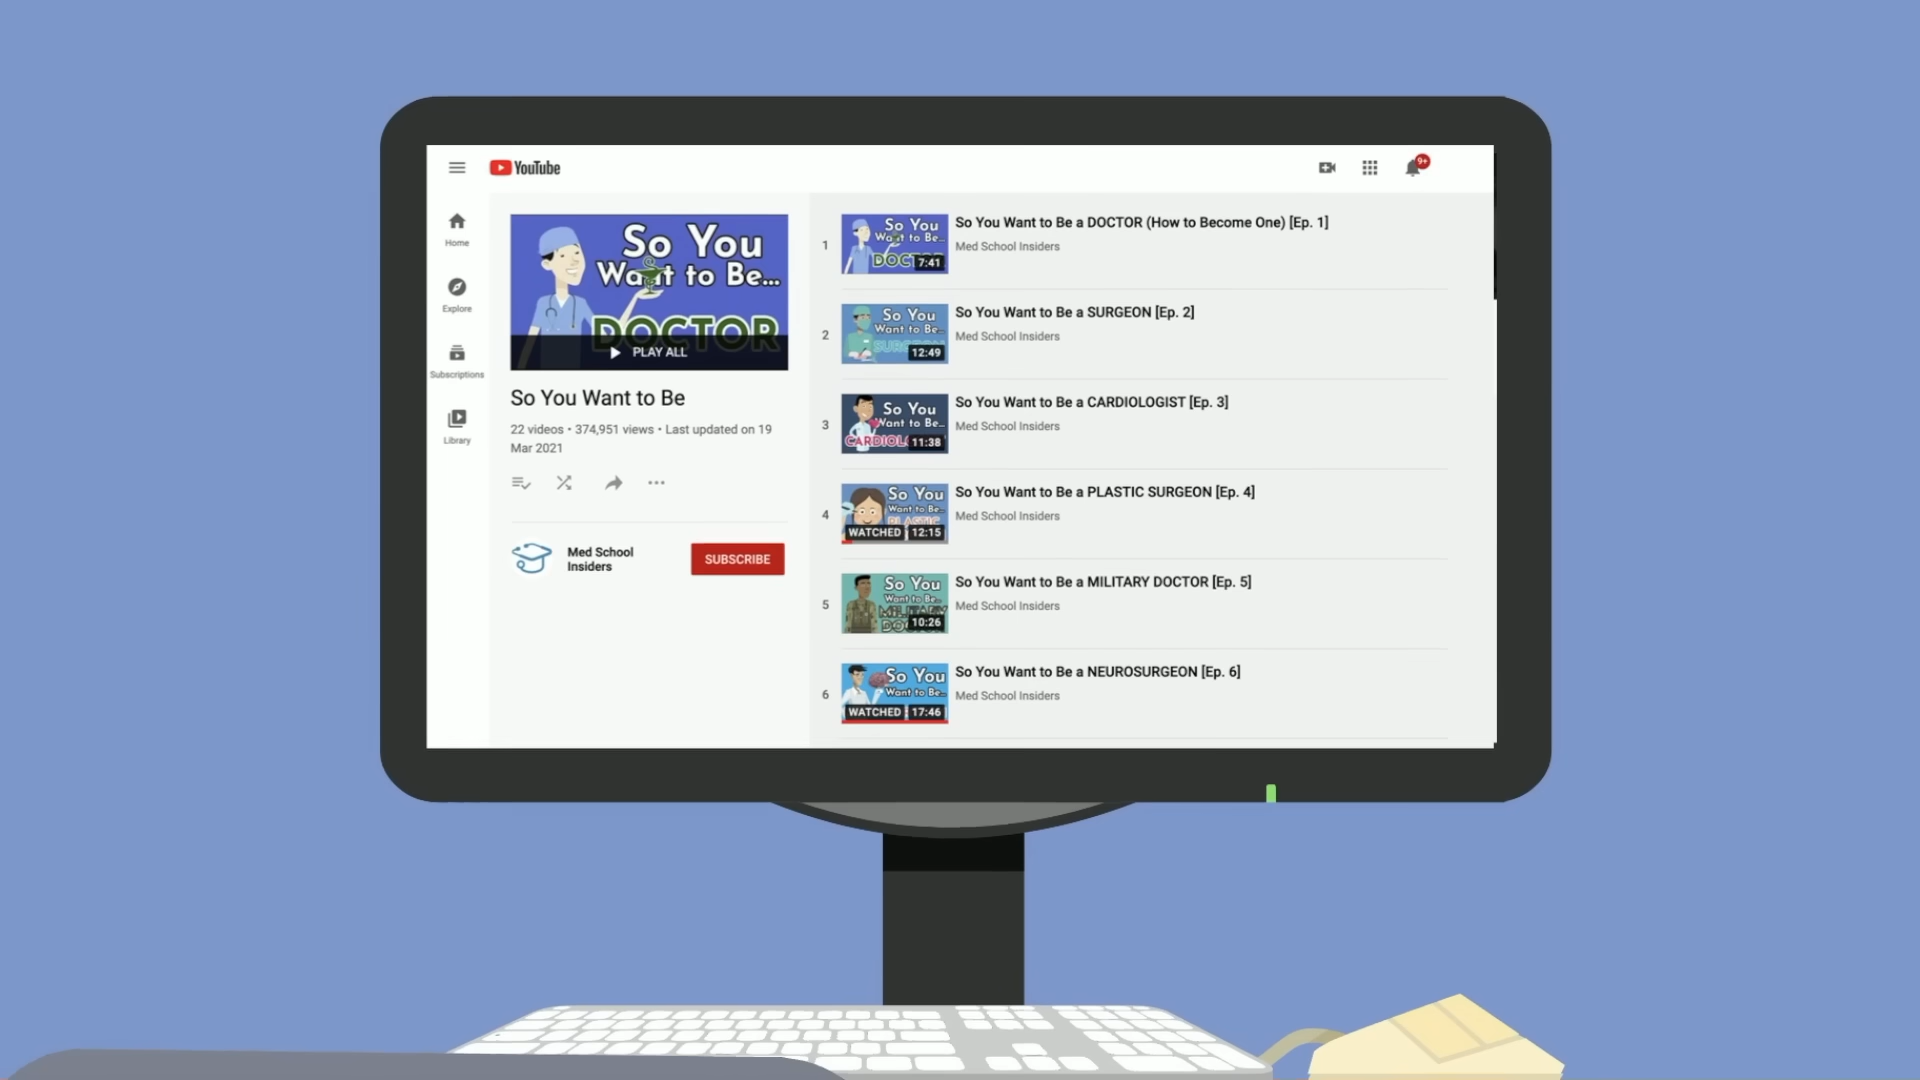 YouTube
9+
Home
Explore
Subscriptions
Library
So You
Want to Be...
DOCTOR
PLAY ALL
So You Want to Be
22 videos • 374,951 views • Last updated on 19
Mar 2021
Med School
Insiders
SUBSCRIBE
1
So You
Want to Be...
7:41
So You Want to Be a DOCTOR (How to Become One) [Ep. 1]
Med School Insiders
2
So You
Want to Be...
12:49
So You Want to Be a SURGEON [Ep. 2]
Med School Insiders
3
So You
Want to Be...
11:38
So You Want to Be a CARDIOLOGIST [Ep. 3]
Med School Insiders
4
So You
Want to Be...
PLASTIC
WATCHED 12:15
So You Want to Be a PLASTIC SURGEON [Ep. 4]
Med School Insiders
5
So You
Want to Be...
MILITARY
10:26
So You Want to Be a MILITARY DOCTOR [Ep. 5]
Med School Insiders
6
So You
Want to Be...
WATCHED 17:46
So You Want to Be a NEUROSURGEON [Ep. 6]
Med School Insiders